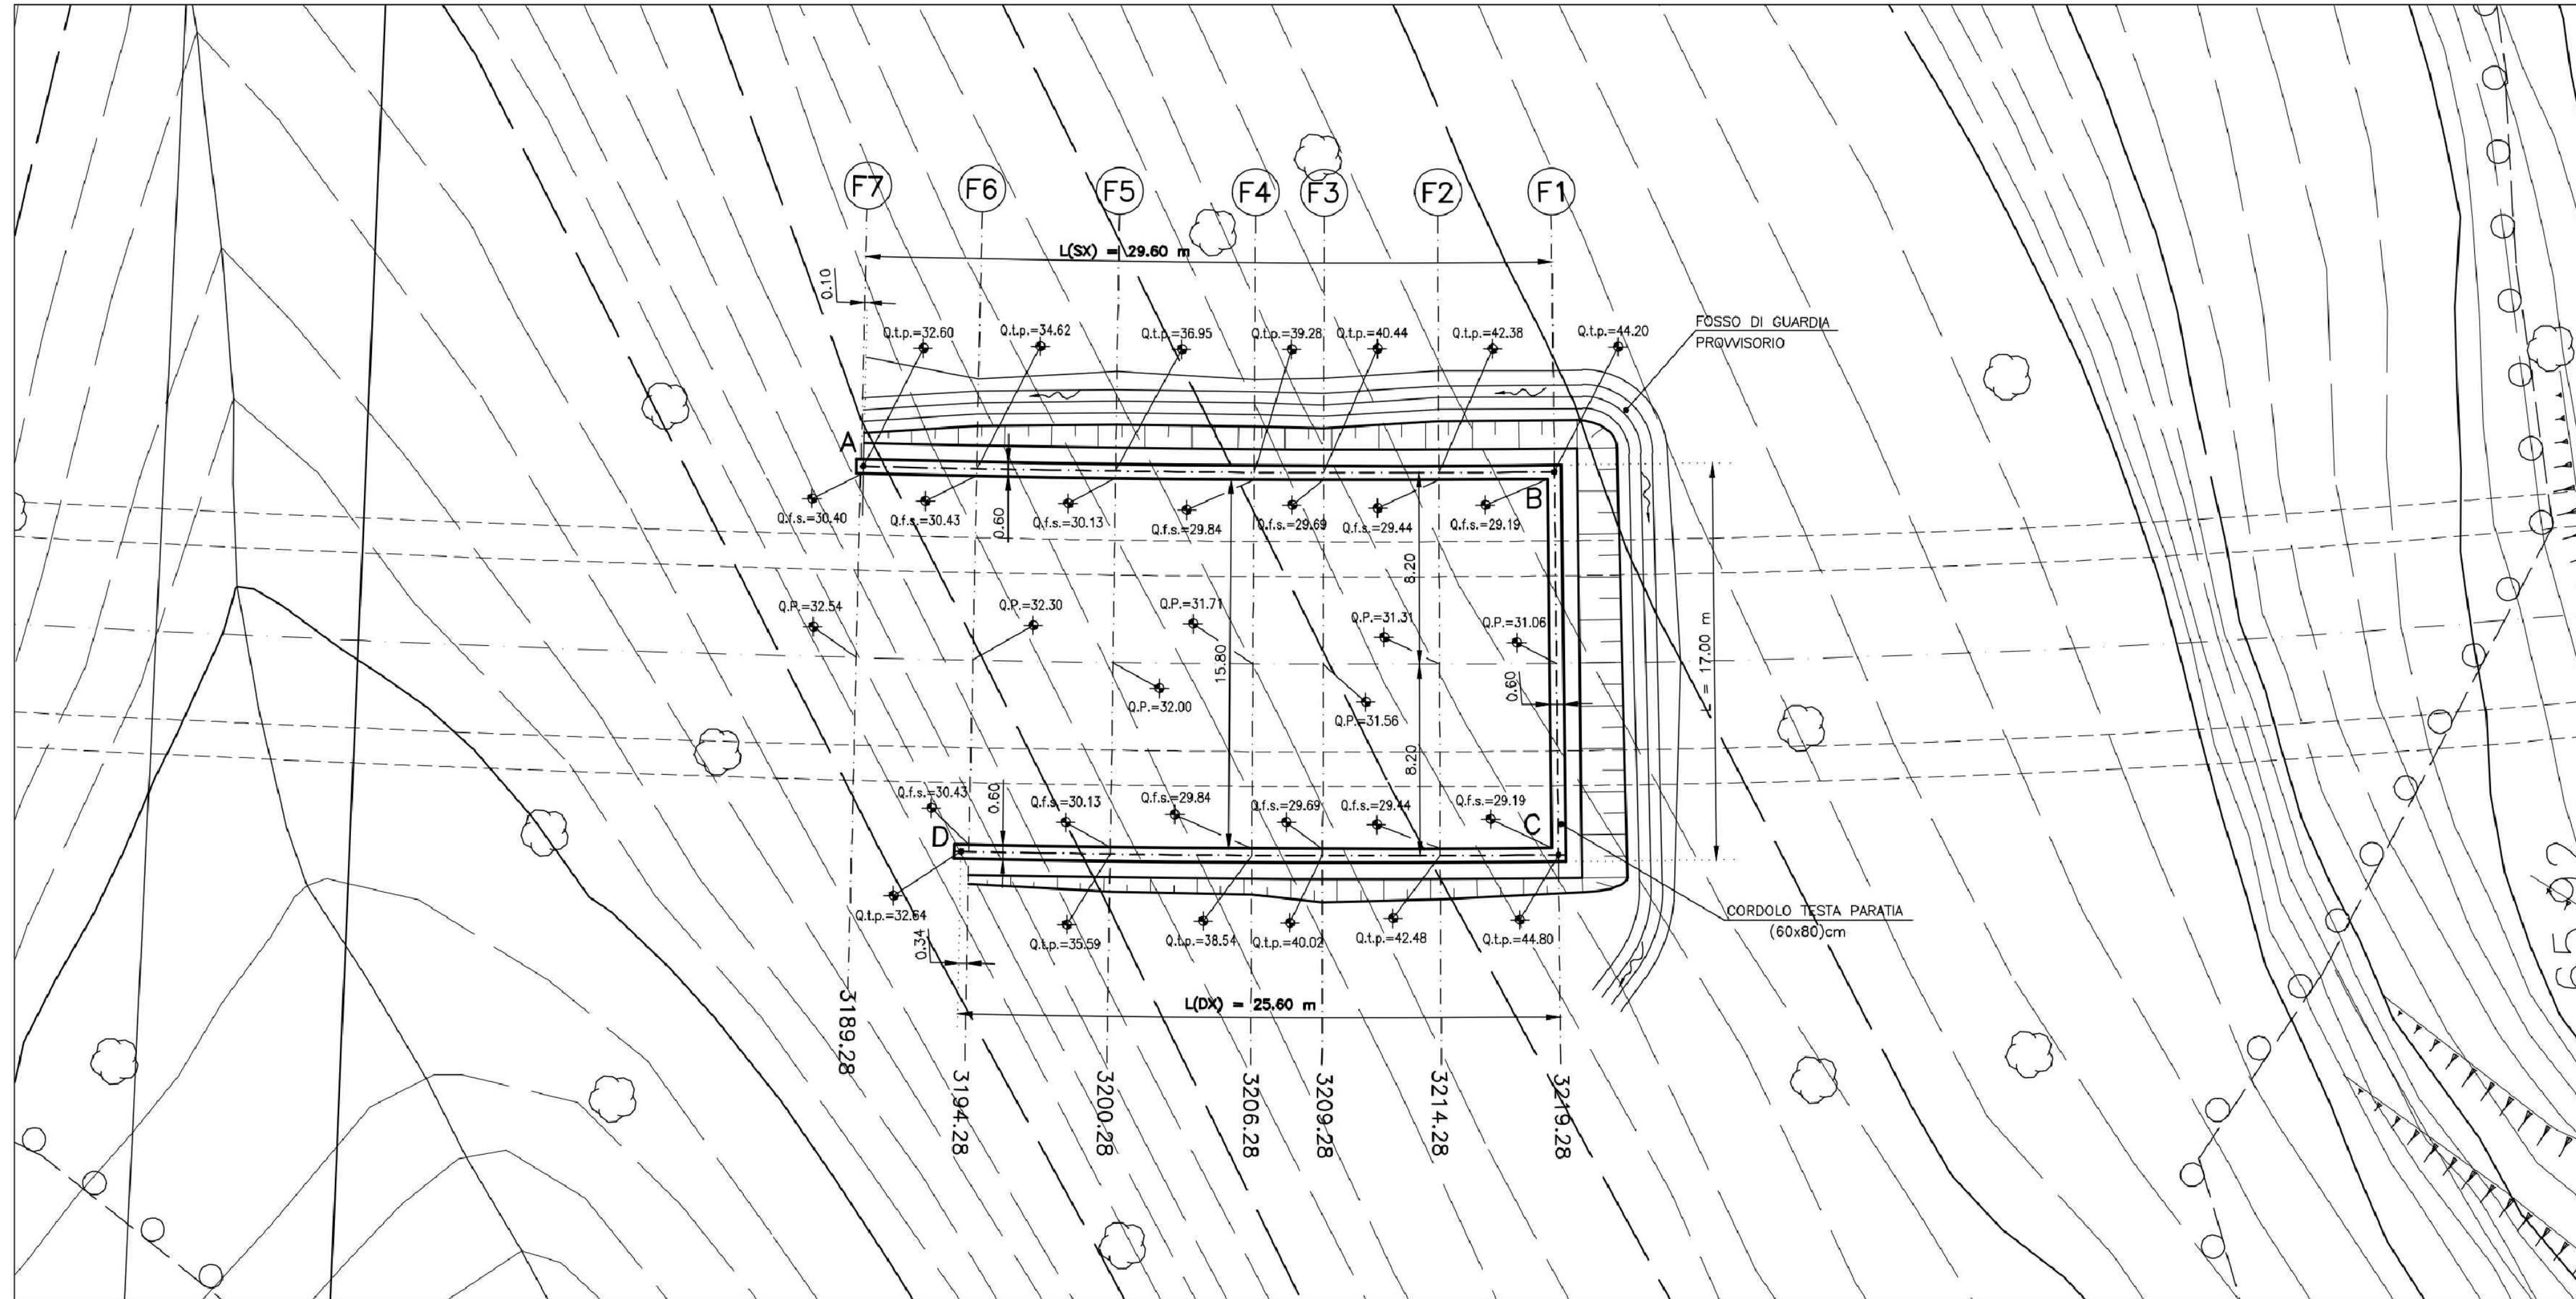 F7 F6 F5 F4 F3 F2 F1
L(SX) = 29.60 m
0.10
Q.t.p.=32.60
Q.t.p.=34.62
Q.t.p.=36.95
Q.t.p.=39.28
Q.t.p.=40.44
Q.t.p.=42.38
Q.t.p.=44.20
FOSSO DI GUARDIA
PROVVISORIO
A
B
Q.f.s.=30.40
Q.f.s.=30.43
0.60
Q.f.s.=30.13
Q.f.s.=29.84
Q.f.s.=29.69
Q.f.s.=29.44
Q.f.s.=29.19
8.20
Q.P.=32.54
Q.P.=32.30
Q.P.=31.71
Q.P.=31.31
Q.P.=31.06
15.80
L = 17.00 m
Q.P.=32.00
Q.P.=31.56
0.60
8.20
Q.f.s.=30.43
0.60
Q.f.s.=30.13
Q.f.s.=29.84
Q.f.s.=29.69
Q.f.s.=29.44
Q.f.s.=29.19
C
D
Q.t.p.=32.64
0.34
Q.t.p.=35.59
Q.t.p.=38.54
Q.t.p.=40.02
Q.t.p.=42.48
Q.t.p.=44.80
CORDOLO TESTA PARATIA
(60x80)cm
L(DX) = 25.60 m
3189.28
3194.28
3200.28
3206.28
3209.28
3214.28
3219.28